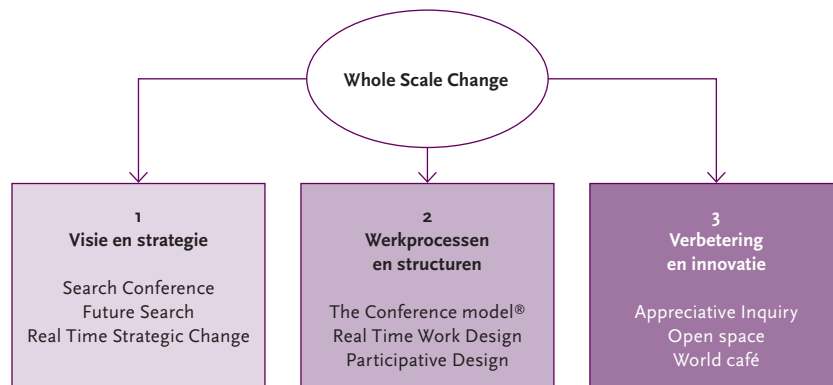 Whole Scale Change
1
Visie en strategie
Search Conference
Future Search
Real Time Strategic Change
2
Werkprocessen
en structuren
The Conference model®
Real Time Work Design
Participative Design
3
Verbetering
en innovatie
Appreciative Inquiry
Open space
World café